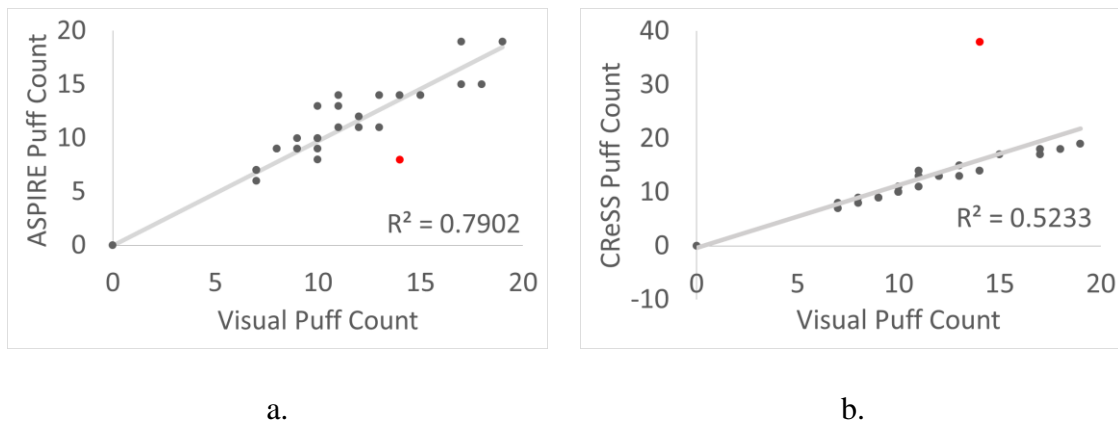 20
15
10
5
0
ASPIRE Puff Count
R² = 0.7902
0 5 10 15 20
Visual Puff Count
a.
40
30
20
10
0
-10
CReSS Puff Count
R² = 0.5233
0 5 10 15 20
Visual Puff Count
b.